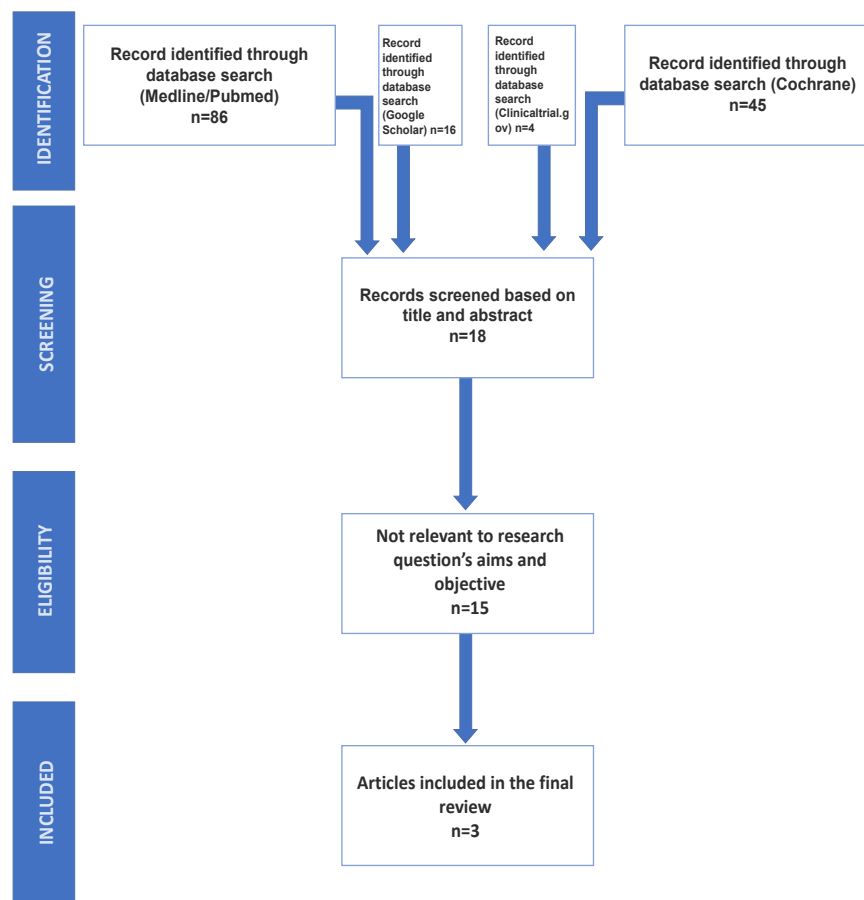 IDENTIFICATION
Record identified through
database search
(Medline/Pubmed)
n=86
Record
identified
through
database
search
(Google
Scholar) n=16
Record
identified
through
database
search
(Clinicaltrial.g
ov) n=4
Record identified through
database search (Cochrane)
n=45
SCREENING
Records screened based on
title and abstract
n=18
ELIGIBILITY
Not relevant to research
question’s aims and
objective
n=15
INCLUDED
Articles included in the final
review
n=3